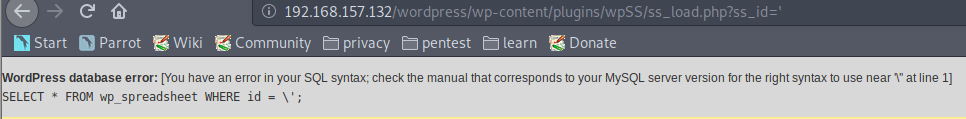 192.168.157.132/wordpress/wp-content/plugins/wpSS/ss_load.php?ss_id='
Start Parrot Wiki Community privacy pentest learn Donate
WordPress database error: [You have an error in your SQL syntax; check the manual that corresponds to your MySQL server version for the right syntax to use near '\'' at line 1]
SELECT * FROM wp_spreadsheet WHERE id = \';